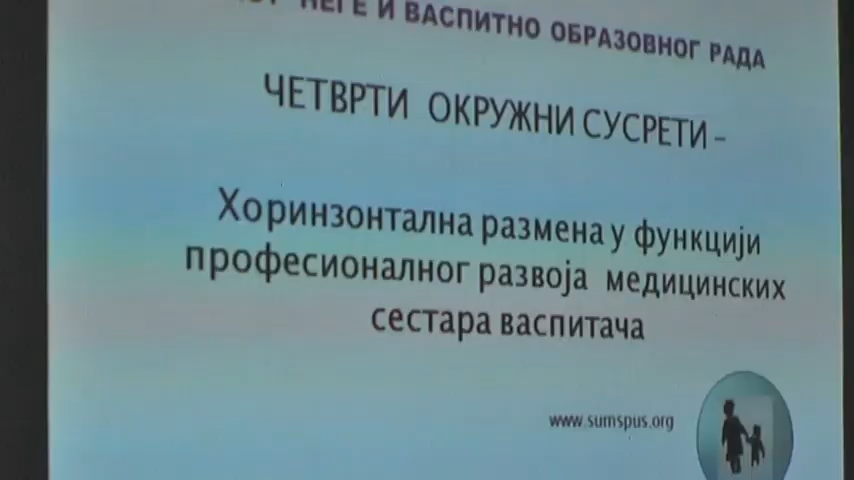 НЕГЕ И ВАСПИТНО ОБРАЗОВНОГ РАДА
ЧЕТВРТИ ОКРУЖНИ СУСРЕТИ –
Хоринзонтална размена у функцији
професионалног развоја медицинских
сестара васпитача
www.sumspus.org